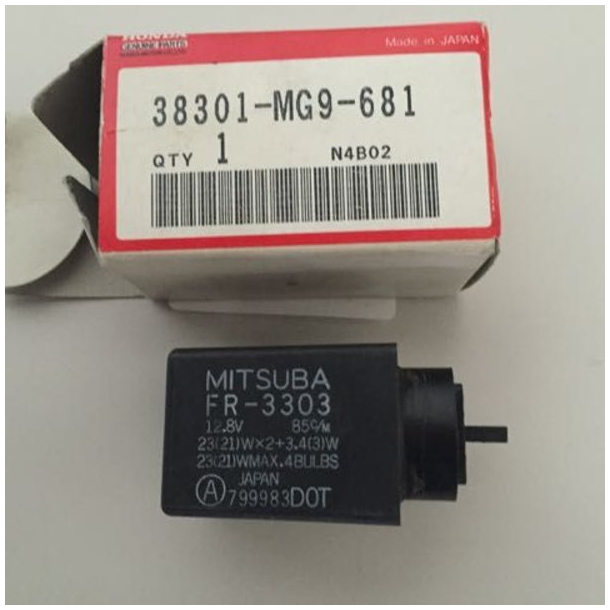 HONDA
GENUINE PARTS
Made in JAPAN
38301-MG9-681
QTY 1
N4B02
MITSUBA
FR-3303
12.8V 85c/m
23(21)W×2+3.4(3)W
23(21)WMAX.4BULBS
JAPAN
A 799983DOT